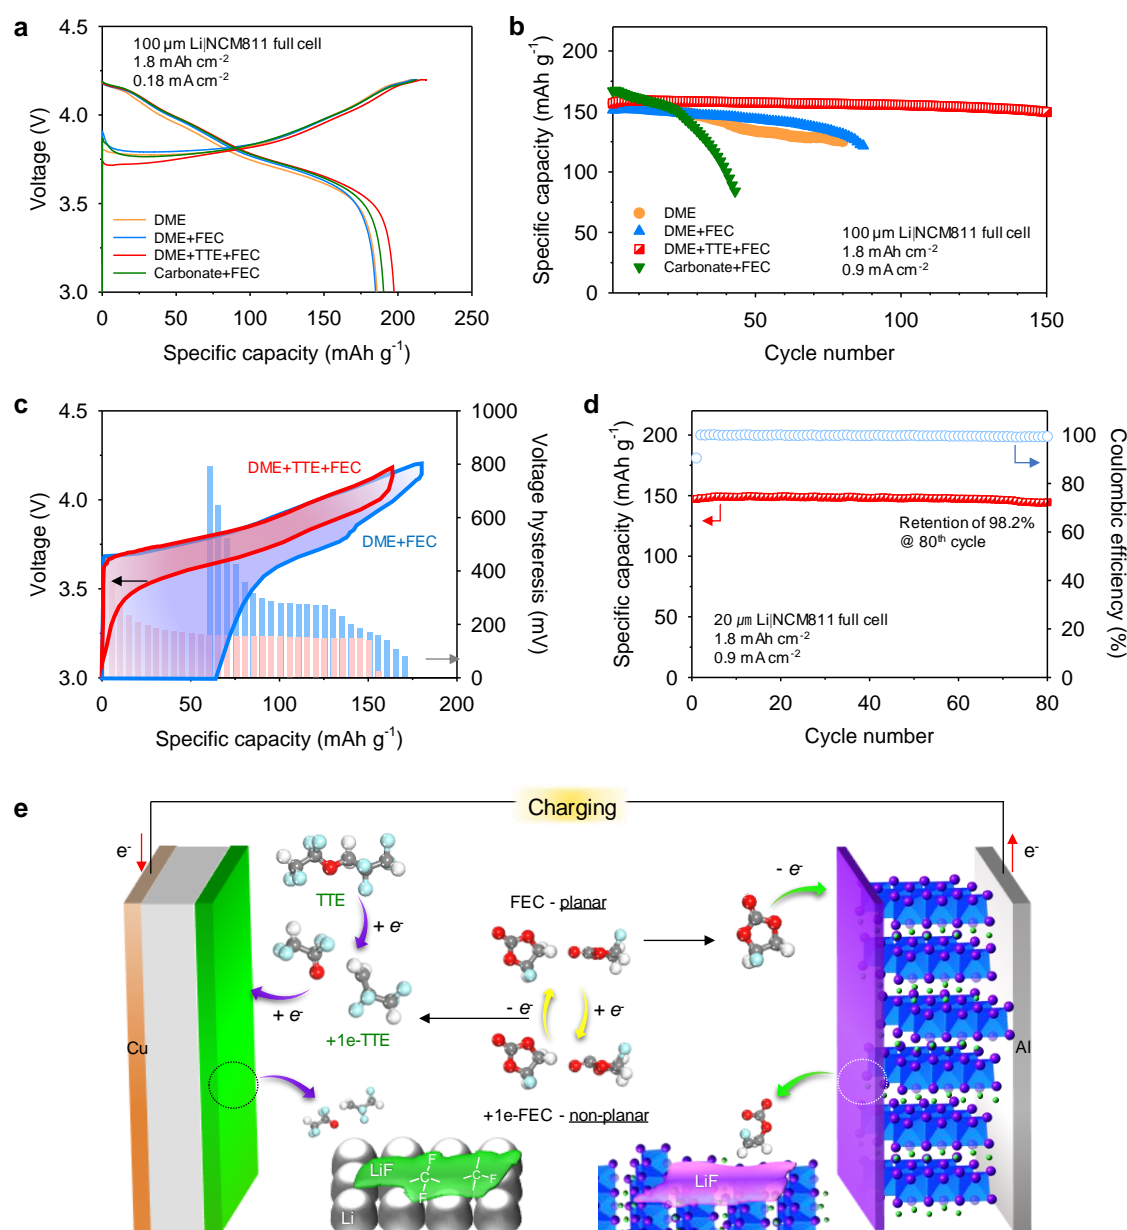 a
4.5
4.0
3.5
3.0
Voltage (V)
100 µm Li|NCM811 full cell
1.8 mAh cm-2
0.18 mA cm-2
DME
DME+FEC
DME+TTE+FEC
Carbonate+FEC
0 50 100 150 200 250
Specific capacity (mAh g-1)
b
200
150
100
50
0
Specific capacity (mAh g-1)
DME
DME+FEC
DME+TTE+FEC
Carbonate+FEC
100 µm Li|NCM811 full cell
1.8 mAh cm-2
0.9 mA cm-2
50 100 150
Cycle number
c
4.5
4.0
3.5
3.0
Voltage (V)
DME+TTE+FEC
DME+FEC
1000
800
600
400
200
0
Voltage hysteresis (mV)
0 50 100 150 200
Specific capacity (mAh g-1)
d
200
150
100
50
0
Specific capacity (mAh g-1)
Retention of 98.2%
@ 80th cycle
20 µm Li|NCM811 full cell
1.8 mAh cm-2
0.9 mA cm-2
100
80
60
40
20
0
Coulombic efficiency (%)
0 20 40 60 80
Cycle number
e
Charging
e-
e-
TTE
+ e-
+ e-
+1e-TTE
FEC - planar
- e-
+ e-
+1e-FEC - non-planar
- e-
Cu
Al
LiF
F
C
F
F
Li
LiF